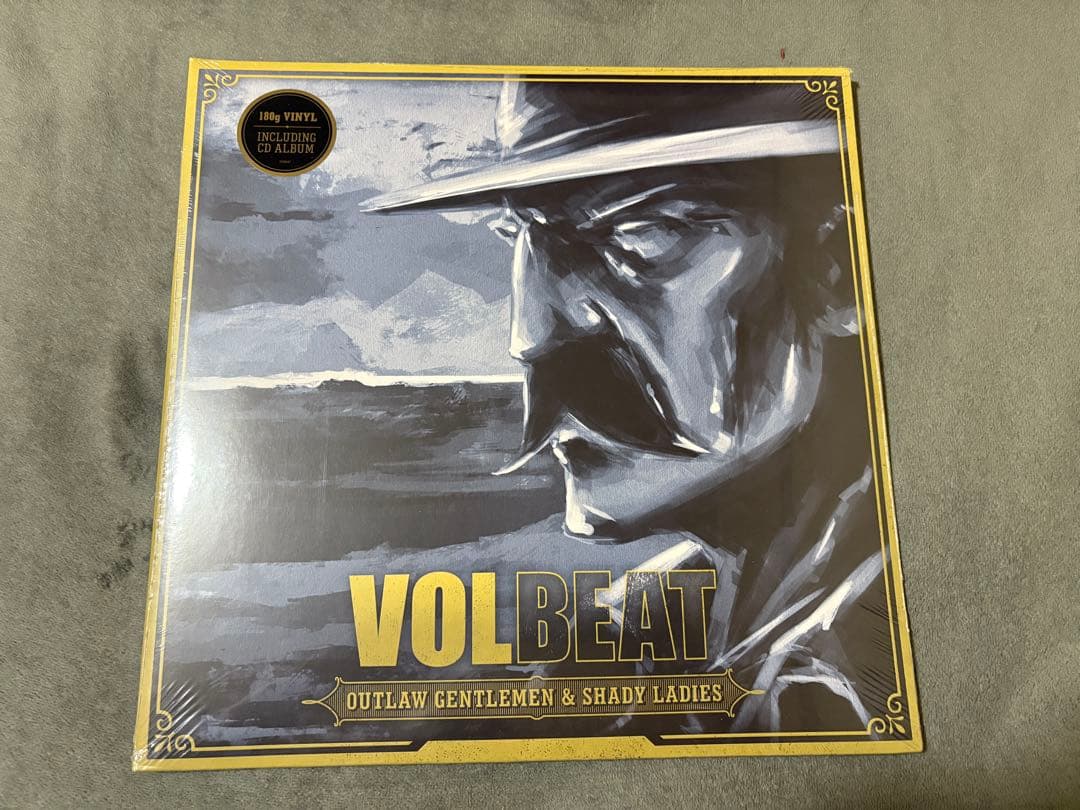 180g VINYL
INCLUDING
CD ALBUM
VOLBEAT
OUTLAW GENTLEMEN & SHADY LADIES